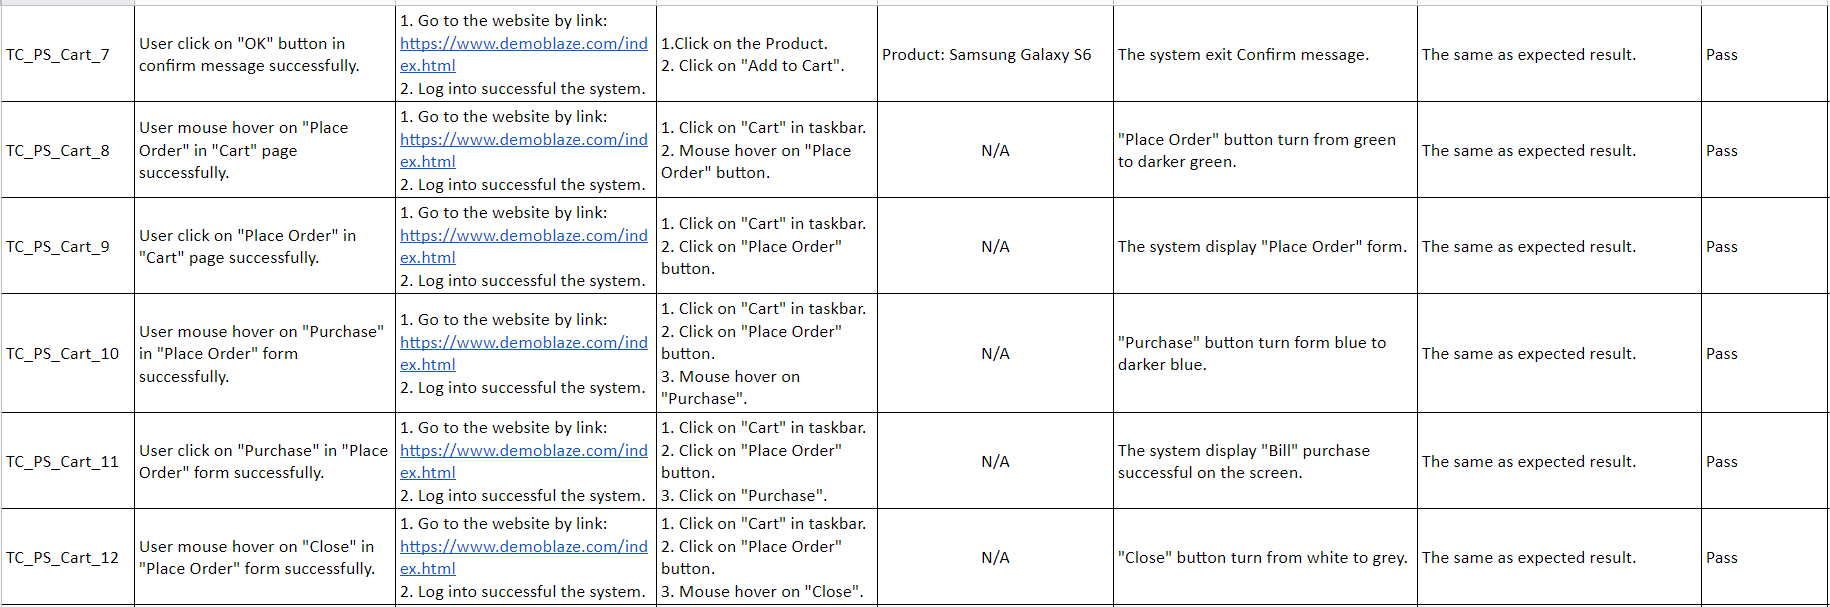 TC_PS_Cart_7
User click on "OK" button in
confirm message successfully.
1. Go to the website by link:
https://www.demoblaze.com/ind
ex.html
2. Log into successful the system.
1.Click on the Product.
2. Click on "Add to Cart".
Product: Samsung Galaxy S6
The system exit Confirm message.
The same as expected result.
Pass
TC_PS_Cart_8
User mouse hover on "Place
Order" in "Cart" page
successfully.
1. Go to the website by link:
https://www.demoblaze.com/ind
ex.html
2. Log into successful the system.
1. Click on "Cart" in taskbar.
2. Mouse hover on "Place
Order" button.
N/A
"Place Order" button turn from green
to darker green.
The same as expected result.
Pass
TC_PS_Cart_9
User click on "Place Order" in
"Cart" page successfully.
1. Go to the website by link:
https://www.demoblaze.com/ind
ex.html
2. Log into successful the system.
1. Click on "Cart" in taskbar.
2. Click on "Place Order"
button.
N/A
The system display "Place Order" form.
The same as expected result.
Pass
TC_PS_Cart_10
User mouse hover on "Purchase"
in "Place Order" form
successfully.
1. Go to the website by link:
https://www.demoblaze.com/ind
ex.html
2. Log into successful the system.
1. Click on "Cart" in taskbar.
2. Click on "Place Order"
button.
3. Mouse hover on
"Purchase".
N/A
"Purchase" button turn form blue to
darker blue.
The same as expected result.
Pass
TC_PS_Cart_11
User click on "Purchase" in "Place
Order" form successfully.
1. Go to the website by link:
https://www.demoblaze.com/ind
ex.html
2. Log into successful the system.
1. Click on "Cart" in taskbar.
2. Click on "Place Order"
button.
3. Click on "Purchase".
N/A
The system display "Bill" purchase
successful on the screen.
The same as expected result.
Pass
TC_PS_Cart_12
User mouse hover on "Close" in
"Place Order" form successfully.
1. Go to the website by link:
https://www.demoblaze.com/ind
ex.html
2. Log into successful the system.
1. Click on "Cart" in taskbar.
2. Click on "Place Order"
button.
3. Mouse hover on "Close".
N/A
"Close" button turn from white to grey.
The same as expected result.
Pass